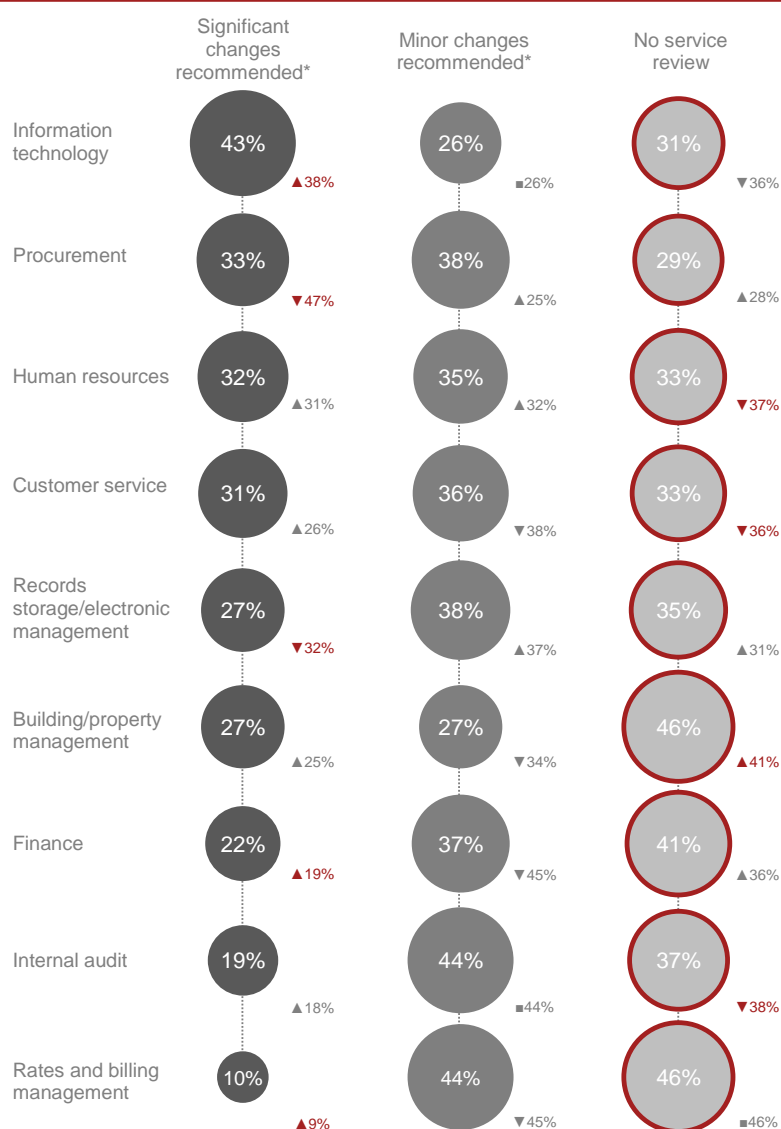 Significant
changes
recommended*
Minor changes
recommended*
No service
review
Information
technology
43%
▲38%
26%
■26%
31%
▼36%
Procurement
33%
▼47%
38%
▲25%
29%
▲28%
Human resources
32%
▲31%
35%
▲32%
33%
▼37%
Customer service
31%
▲26%
36%
▼38%
33%
▼36%
Records
storage/electronic
management
27%
▼32%
38%
▲37%
35%
▲31%
Building/property
management
27%
▲25%
27%
▼34%
46%
▲41%
Finance
22%
▲19%
37%
▼45%
41%
▲36%
Internal audit
19%
▲18%
44%
■44%
37%
▼38%
Rates and billing
management
10%
▲9%
44%
▼45%
46%
■46%